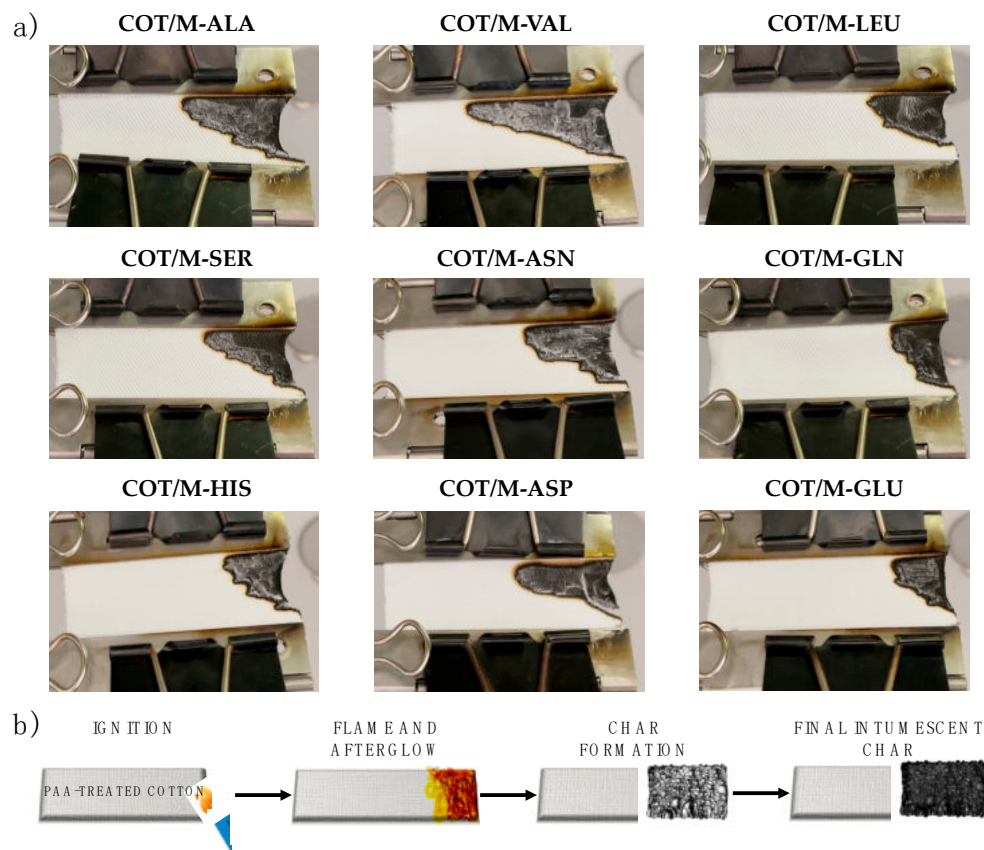 a)
COT/M-ALA
COT/M-VAL
COT/M-LEU
COT/M-SER
COT/M-ASN
COT/M-GLN
COT/M-HIS
COT/M-ASP
COT/M-GLU
b)
IGNITION
FLAME AND
AFTERGLOW
CHAR
FORMATION
FINAL INTUMESCENT
CHAR
PAA-TREATED COTTON